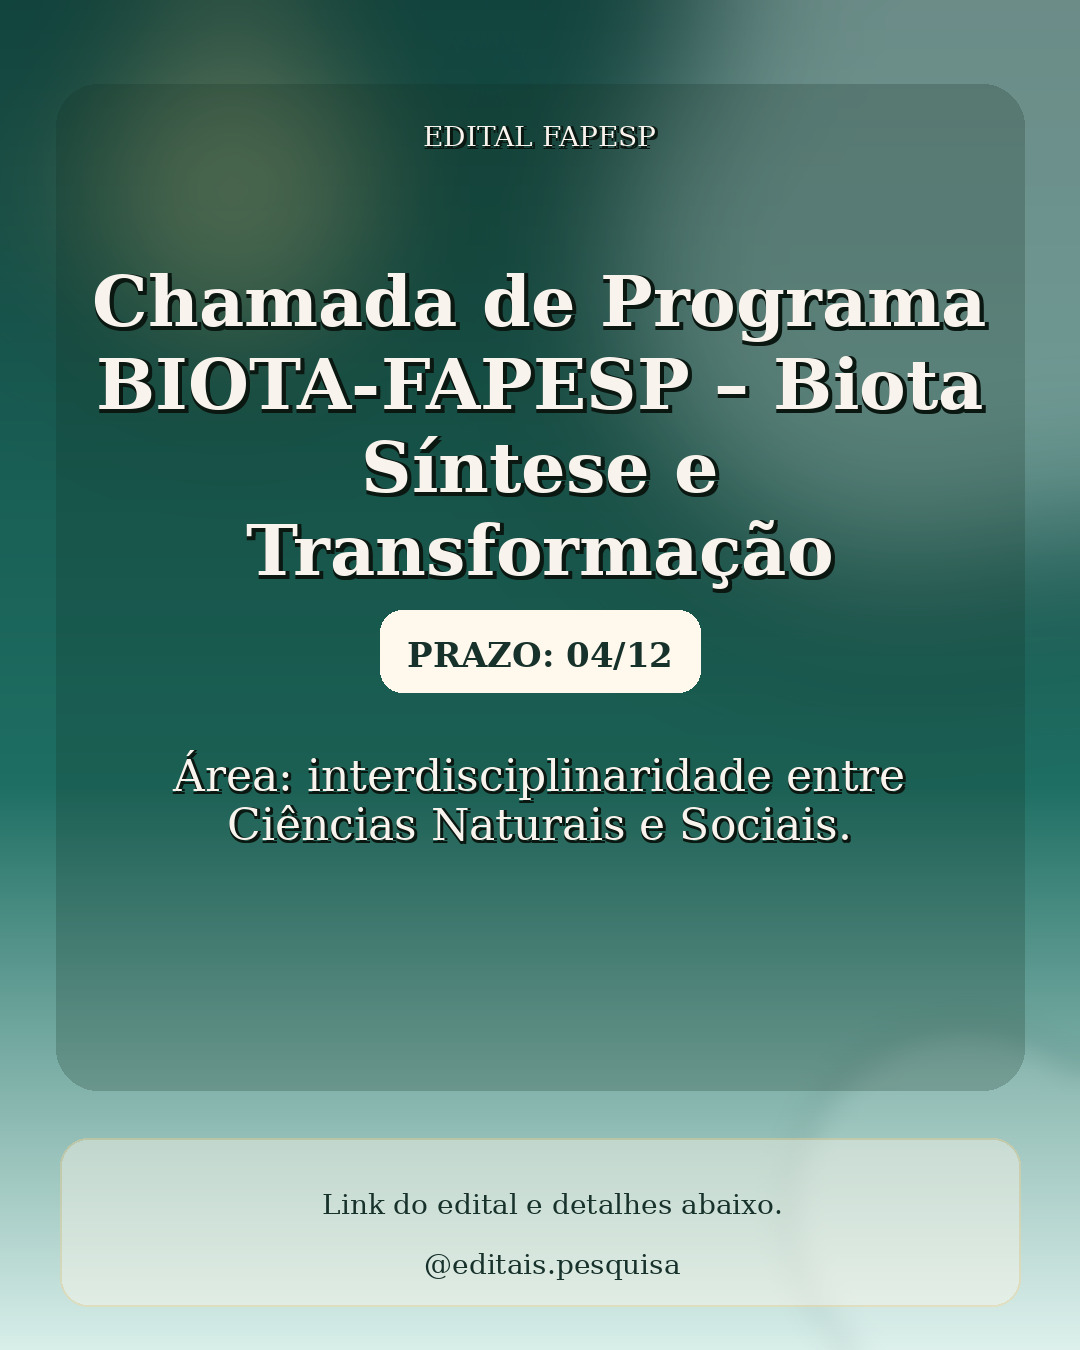 EDITAL FAPESP
Chamada de Programa
BIOTA-FAPESP – Biota
Síntese e
Transformação
PRAZO: 04/12
Área: interdisciplinaridade entre
Ciências Naturais e Sociais.
Link do edital e detalhes abaixo.
@editais.pesquisa